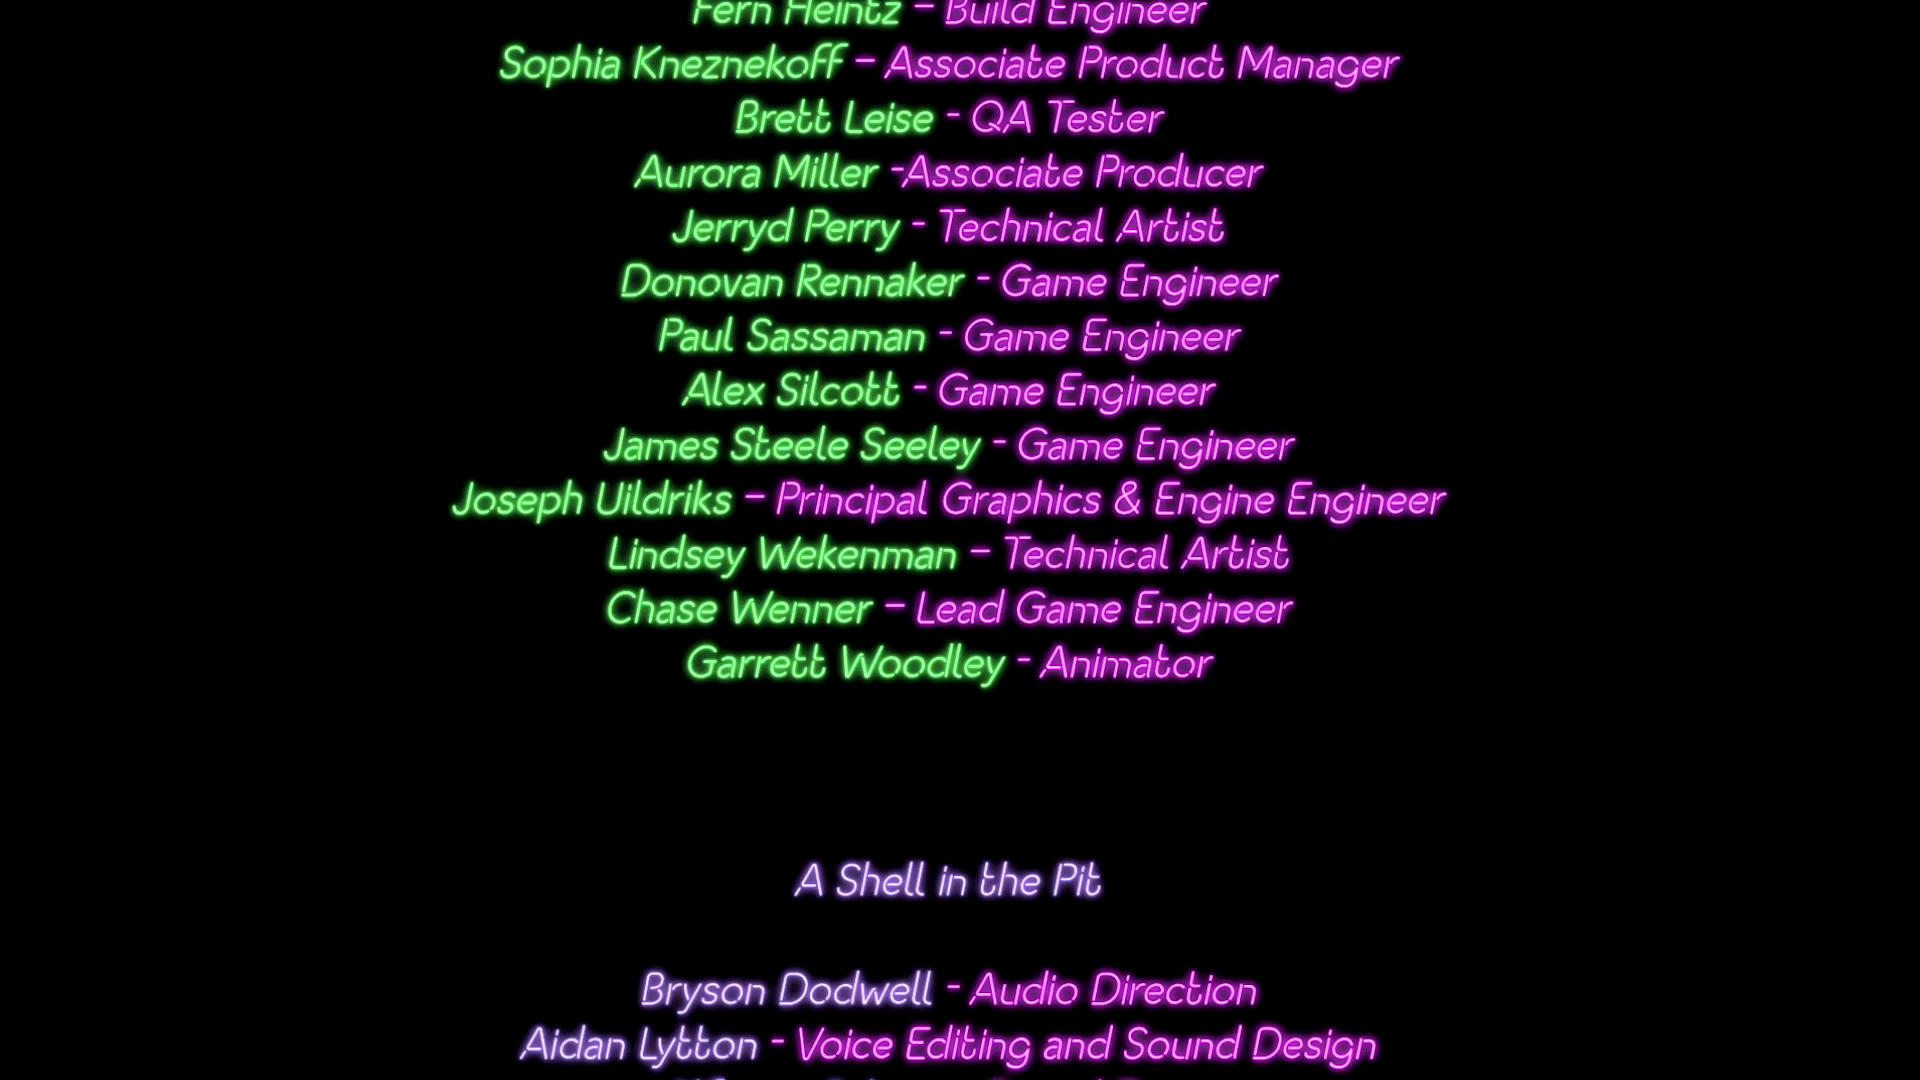 Fern Heintz – Build Engineer
Sophia Kneznekoff – Associate Product Manager
Brett Leise - QA Tester
Aurora Miller -Associate Producer
Jerryd Perry - Technical Artist
Donovan Rennaker - Game Engineer
Paul Sassaman - Game Engineer
Alex Silcott - Game Engineer
James Steele Seeley - Game Engineer
Joseph Uildriks – Principal Graphics & Engine Engineer
Lindsey Wekenman – Technical Artist
Chase Wenner – Lead Game Engineer
Garrett Woodley - Animator
A Shell in the Pit
Bryson Dodwell - Audio Direction
Aidan Lytton - Voice Editing and Sound Design